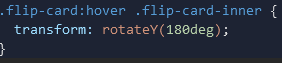 .flip-card:hover .flip-card-inner {
  transform: rotateY(180deg);
}